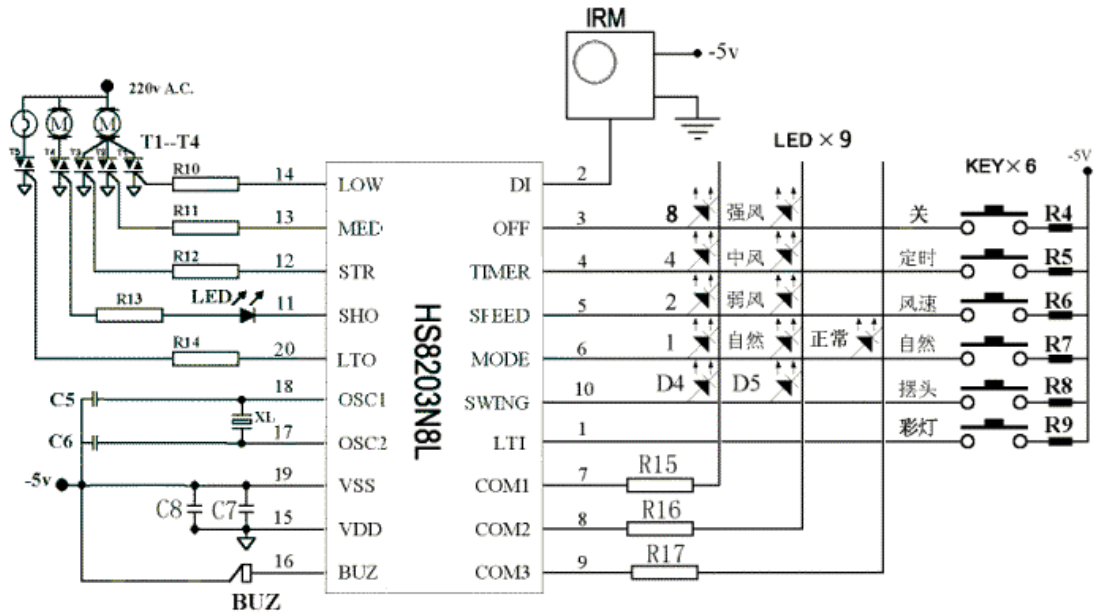 IRM
-5v
220v A.C.
T1--T4
T5 T4 T3 T2 T1
M M
LED×9
KEY×6
-5V
R10 14 LOW DI 2
R11 13 MED OFF 3 8 强风 关 R4
R12 12 STR TIMER 4 4 中风 定时 R5
R13 LED 11 SHO SFEED 5 2 弱风 风速 R6
R14 20 LTO MODE 6 1 自然 正常 自然 R7
C5 18 OSC1 SWING 10 D4 D5 摆头 R8
XL
C6 17 OSC2 LTI 1 彩灯 R9
HS8203N8L
-5v 19 VSS COM1 7 R15
C8 C7
15 VDD COM2 8 R16
16 BUZ COM3 9 R17
BUZ